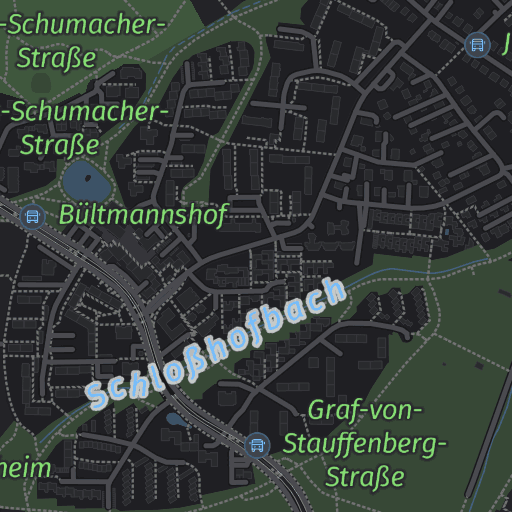 -Schumacher-
Straße
J
-Schumacher-
Straße
Bültmannshof
Schloßhofbach
Graf-von-
Stauffenberg-
Straße
heim